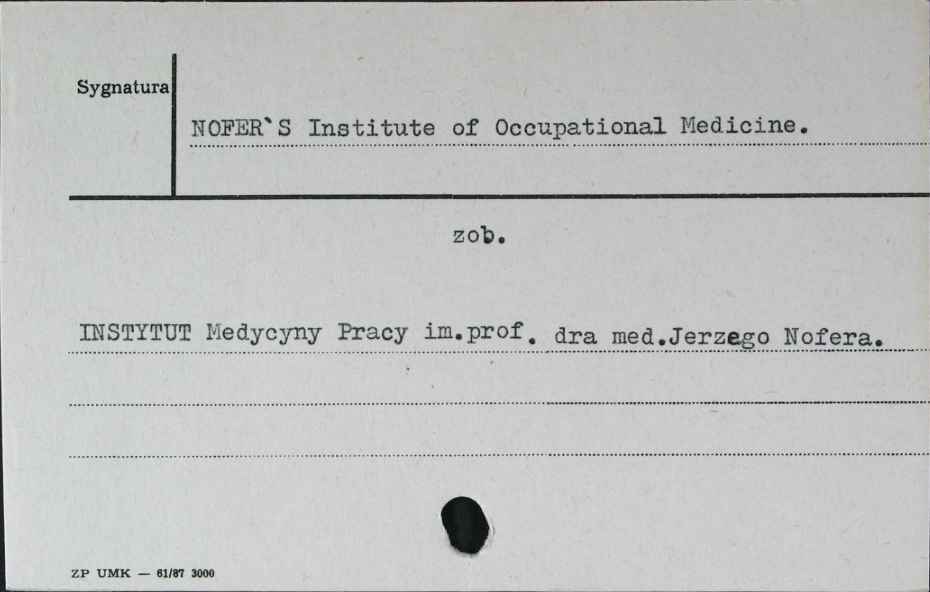 Sygnatura
NOFER`S Institute of Occupational Medicine.
zob.
INSTYTUT Medycyny Pracy im.prof. dra med.Jerzego Nofera.
ZP UMK — 61/87 3000